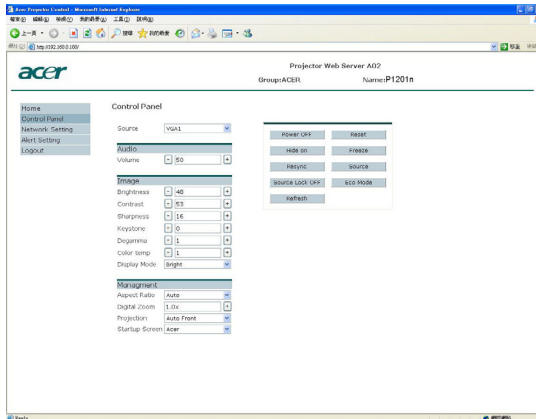 Acer Projector Control - Microsoft Internet Explorer
http://192.168.0.100/
acer
Projector Web Server A02
Group:ACER Name:P1201n
Home
Control Panel
Network Setting
Alert Setting
Logout
Control Panel
Source VGA1
Audio
Volume - 50 +
Image
Brightness - 48 +
Contrast - 53 +
Sharpness - 16 +
Keystone - 0 +
Degamma - 1 +
Color temp - 1 +
Display Mode Bright
Managment
Aspect Ratio Auto
Digital Zoom 1.0x +
Projection Auto Front
Startup Screen Acer
Power OFF Reset
Hide on Freeze
Resync Source
Source Lock OFF Eco Mode
Refresh